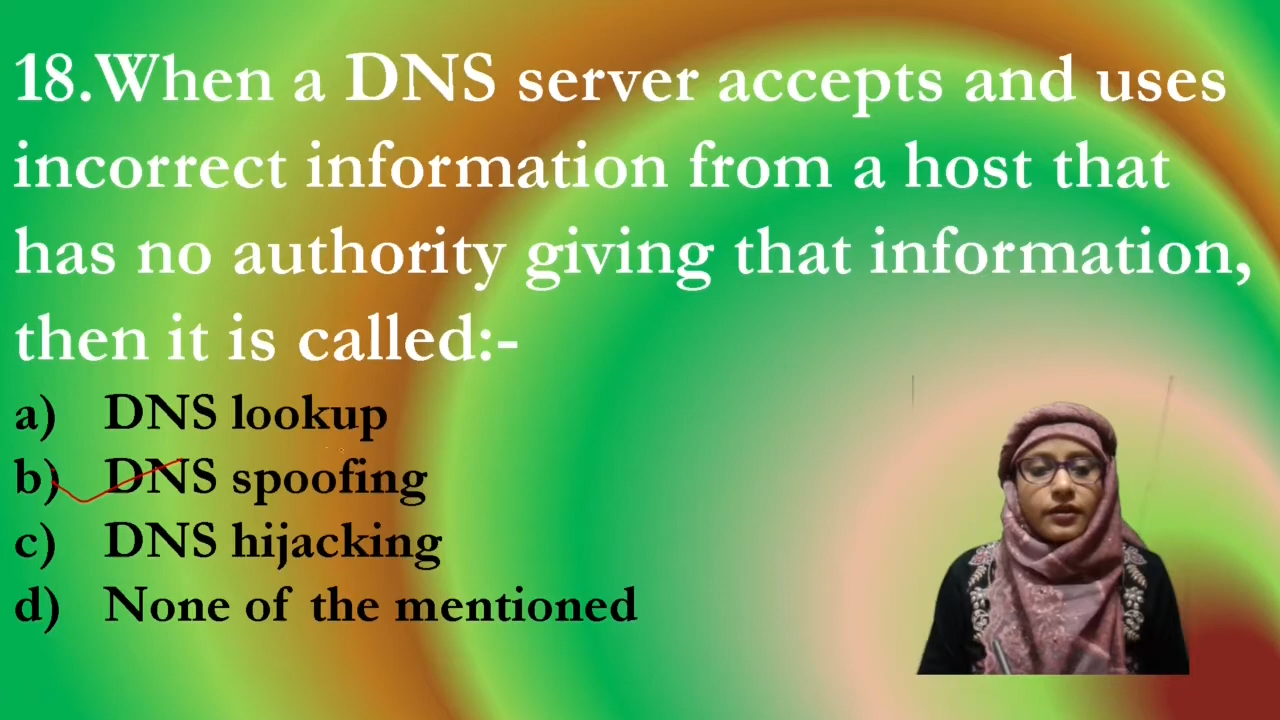 18.When a DNS server accepts and uses
incorrect information from a host that
has no authority giving that information,
then it is called:-
a) DNS lookup
b) DNS spoofing
c) DNS hijacking
d) None of the mentioned